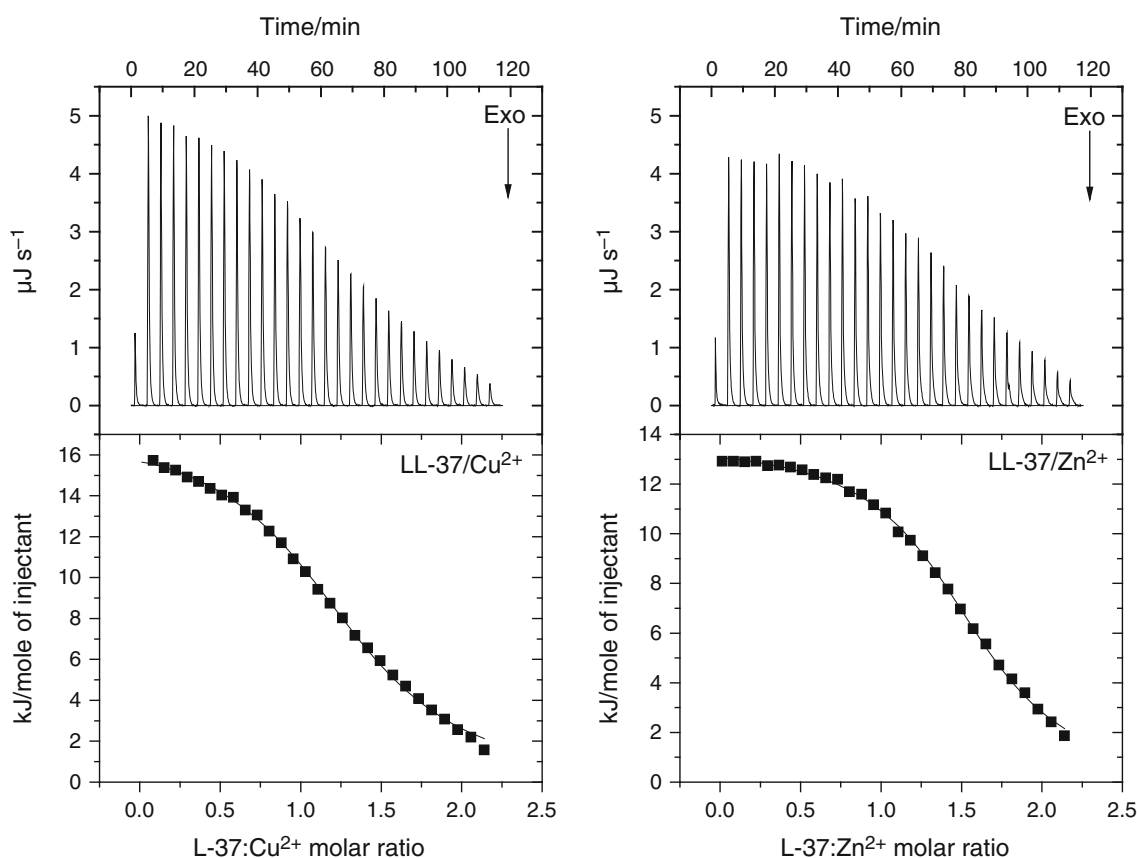 Time/min
0 20 40 60 80 100 120
5
4
3
2
1
0
µJ s⁻¹
Exo
16
14
12
10
8
6
4
2
0
kJ/mole of injectant
LL-37/Cu²⁺
0.0 0.5 1.0 1.5 2.0 2.5
L-37:Cu²⁺ molar ratio
Time/min
0 20 40 60 80 100 120
5
4
3
2
1
0
µJ s⁻¹
Exo
14
12
10
8
6
4
2
0
kJ/mole of injectant
LL-37/Zn²⁺
0.0 0.5 1.0 1.5 2.0 2.5
L-37:Zn²⁺ molar ratio